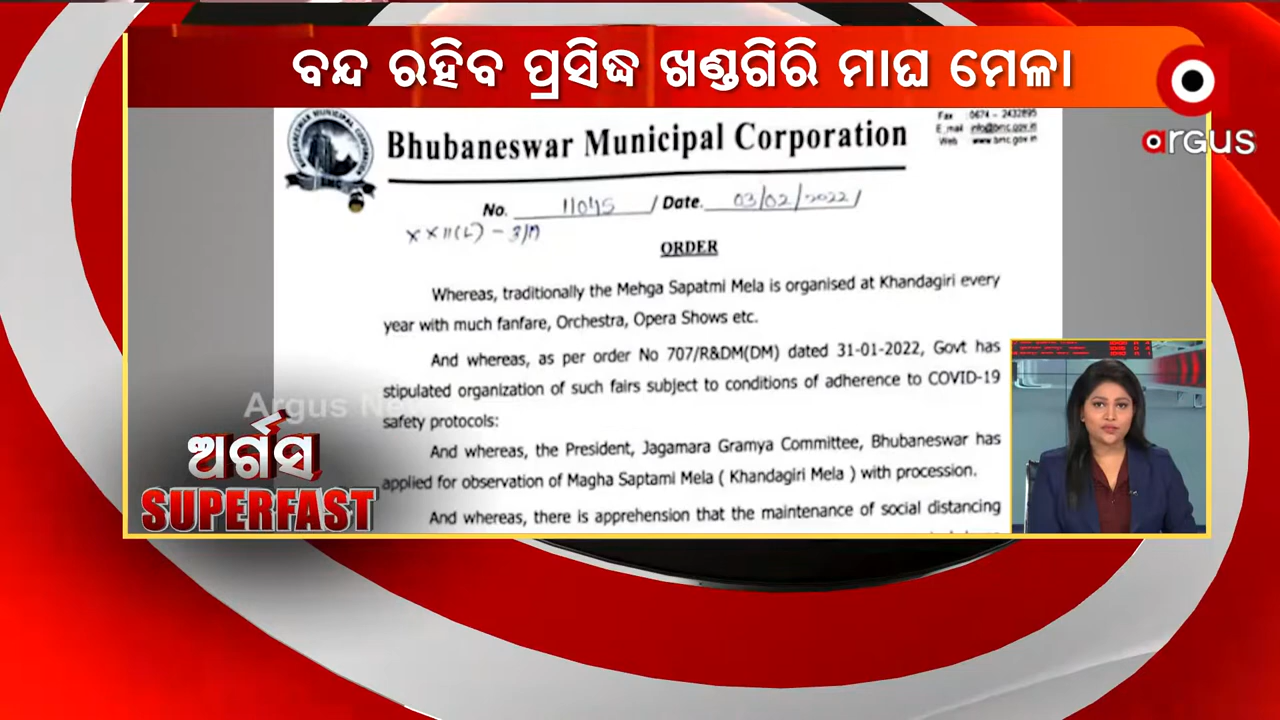 ବନ୍ଦ ରହିବ ପ୍ରସିଦ୍ଧ ଖଣ୍ଡଗିରି ମାଘ ମେଳା
argus
Bhubaneswar Municipal Corporation
Fax : 0674 - 2432895
E_mail info@bmc.gov.in
Web www.bmc.gov.in
No. 11045 / Date. 03/02/2022/
ORDER
Whereas, traditionally the Mehga Sapatmi Mela is organised at Khandagiri every
year with much fanfare, Orchestra, Opera Shows etc.
And whereas, as per order No 707/R&DM(DM) dated 31-01-2022, Govt has
stipulated organization of such fairs subject to conditions of adherence to COVID-19
safety protocols:
And whereas, the President, Jagamara Gramya Committee, Bhubaneswar has
applied for observation of Magha Saptami Mela ( Khandagiri Mela ) with procession.
And whereas, there is apprehension that the maintenance of social distancing
Argus
ଅର୍ଗସ
SUPERFAST